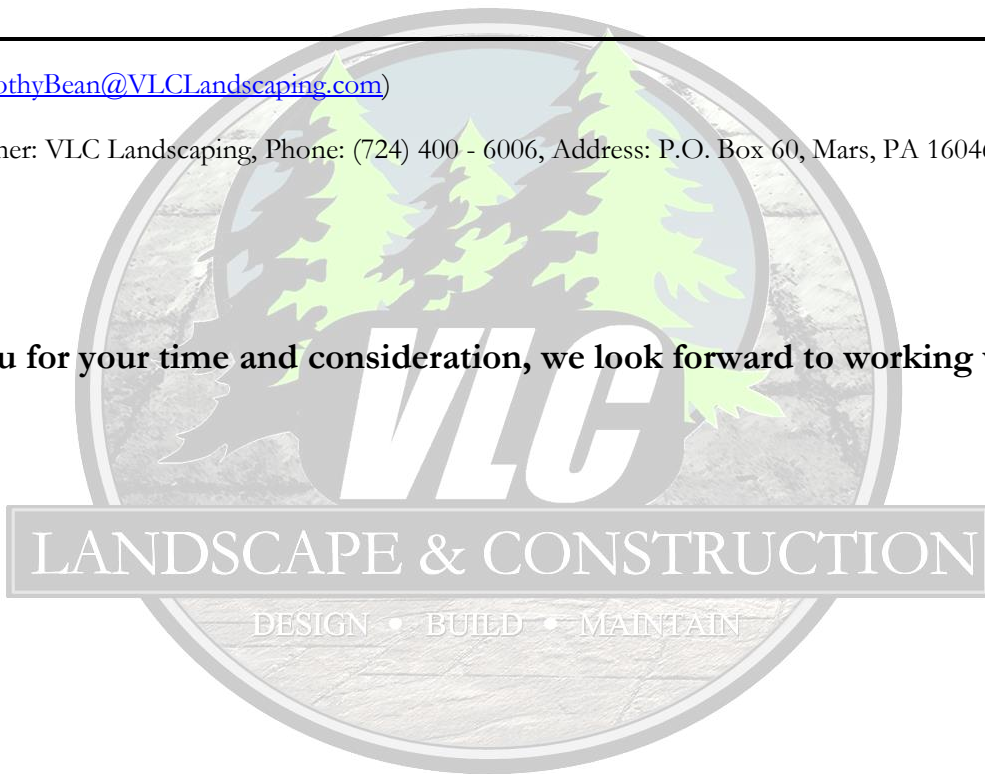 othyBean@VLCLandscaping.com)
ner: VLC Landscaping, Phone: (724) 400 - 6006, Address: P.O. Box 60, Mars, PA 16046
u for your time and consideration, we look forward to working
VLC
LANDSCAPE & CONSTRUCTION
DESIGN • BUILD • MAINTAIN